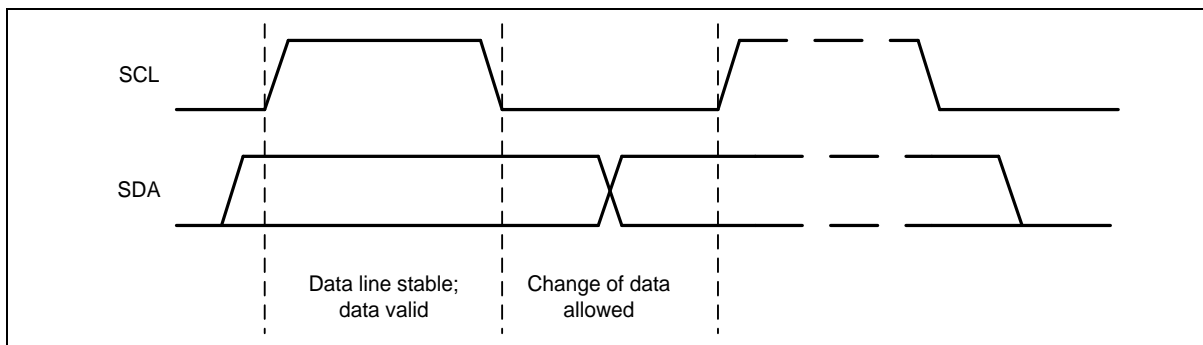 SCL
SDA
Data line stable;
data valid
Change of data
allowed